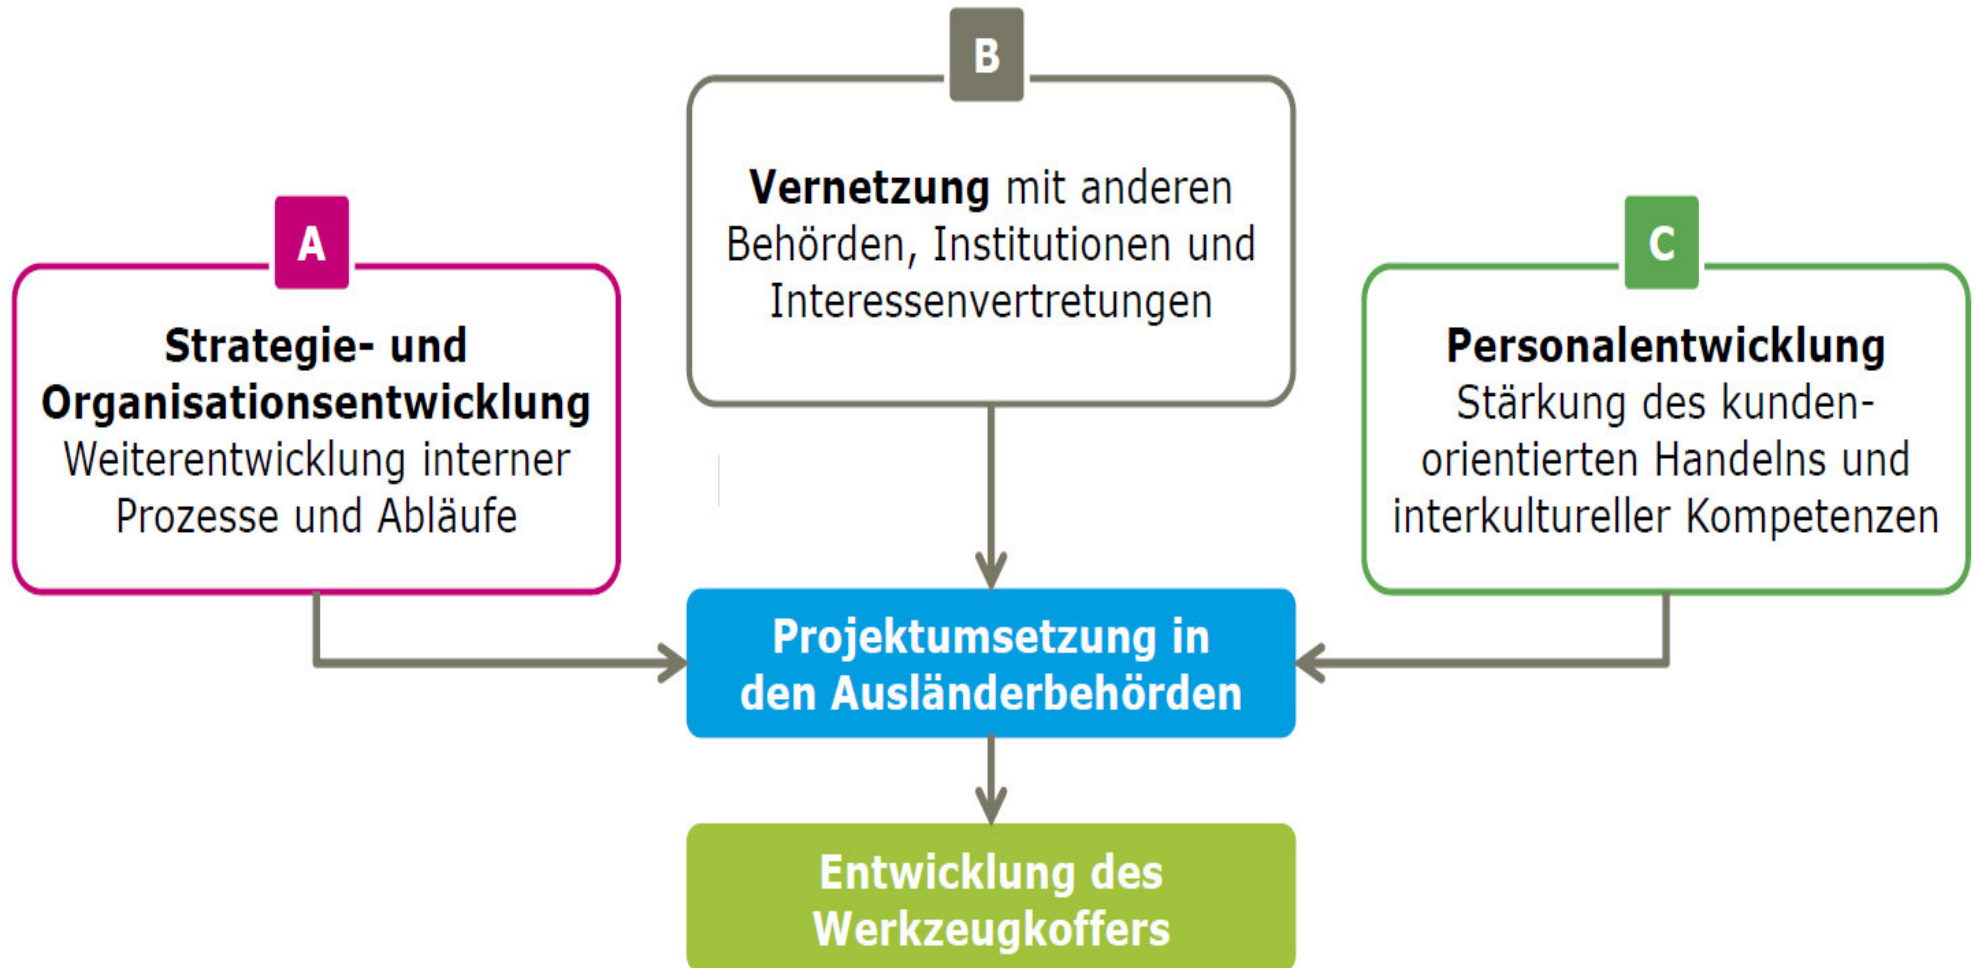 A
Strategie- und
Organisationsentwicklung
Weiterentwicklung interner
Prozesse und Abläufe
B
Vernetzung mit anderen
Behörden, Institutionen und
Interessenvertretungen
C
Personalentwicklung
Stärkung des kunden-
orientierten Handelns und
interkultureller Kompetenzen
Projektumsetzung in
den Ausländerbehörden
Entwicklung des
Werkzeugkoffers